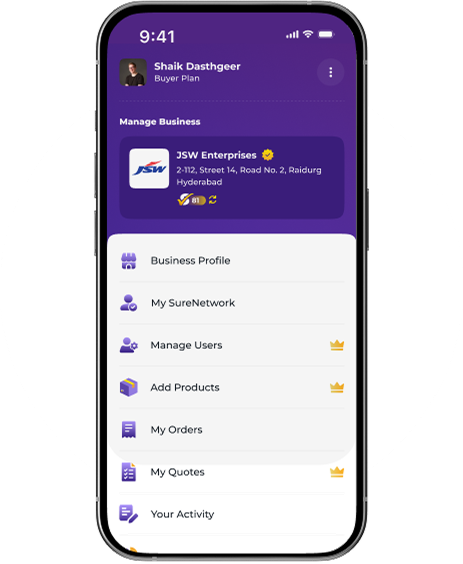 9:41
Shaik Dasthgeer
Buyer Plan
Manage Business
JSW
JSW Enterprises
2-112, Street 14, Road No. 2, Raidurg
Hyderabad
81
Business Profile
My SureNetwork
Manage Users
Add Products
My Orders
My Quotes
Your Activity